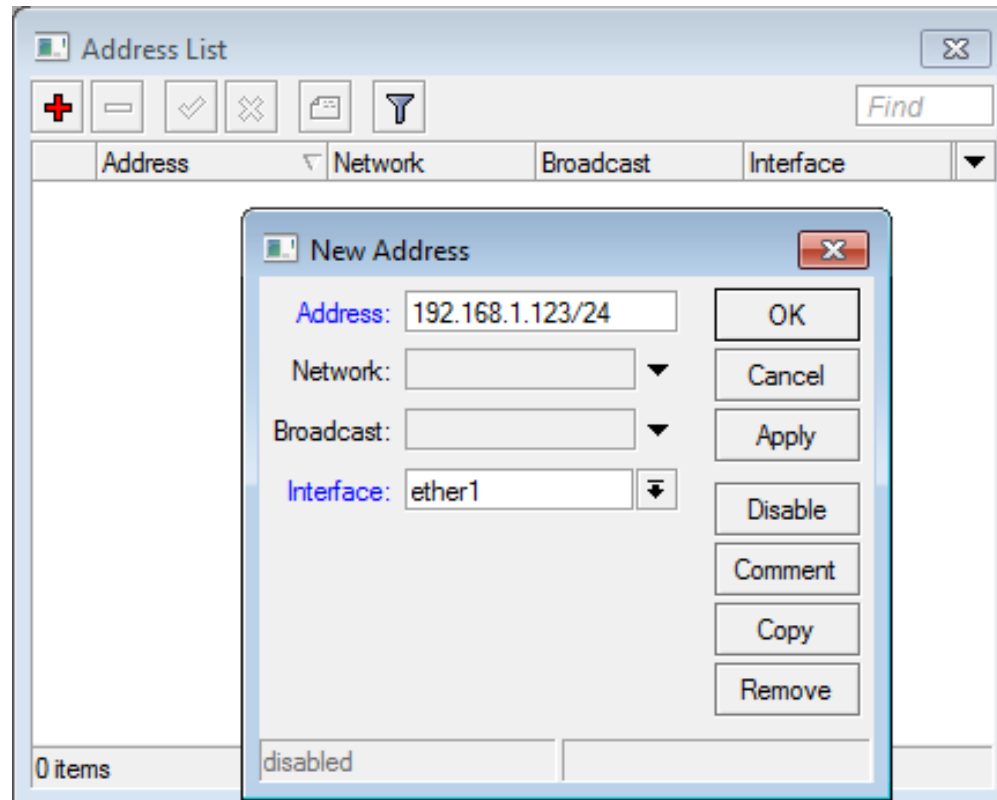 Address List
Find
Address Network Broadcast Interface
New Address
Address: 192.168.1.123/24
OK
Network:
Cancel
Broadcast:
Apply
Interface: ether1
Disable
Comment
Copy
Remove
0 items
disabled